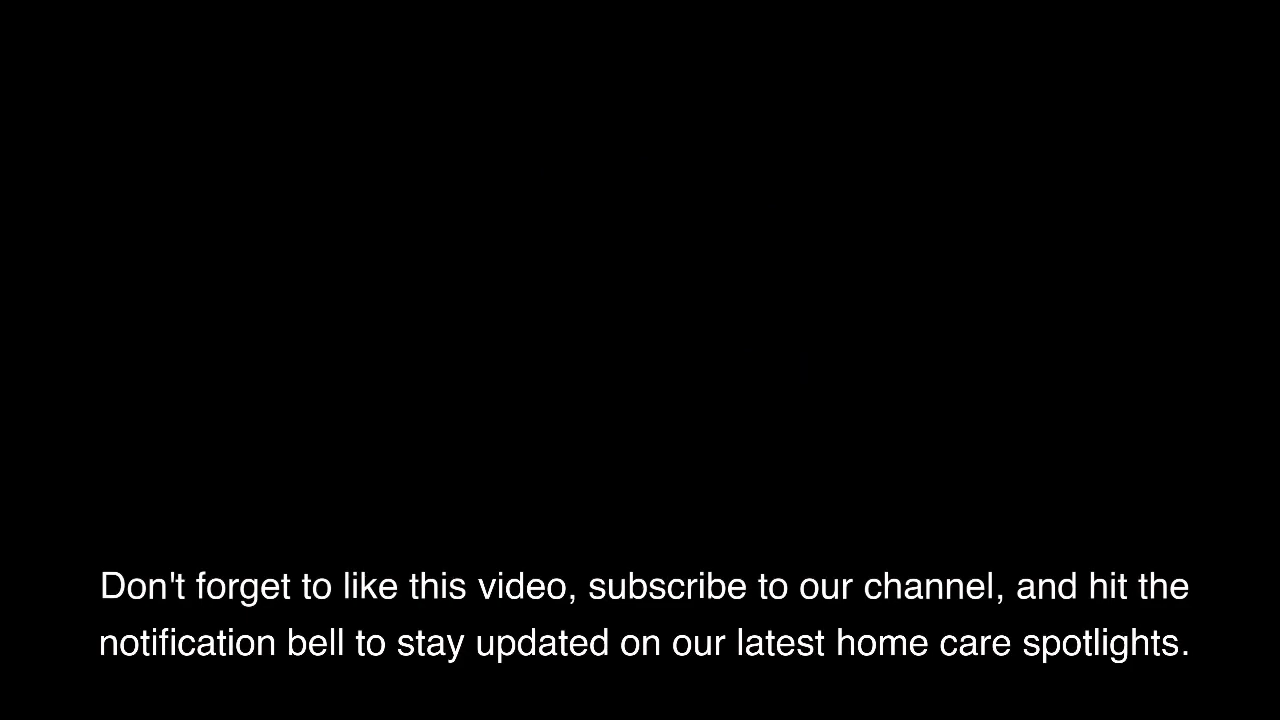 Don't forget to like this video, subscribe to our channel, and hit the
notification bell to stay updated on our latest home care spotlights.